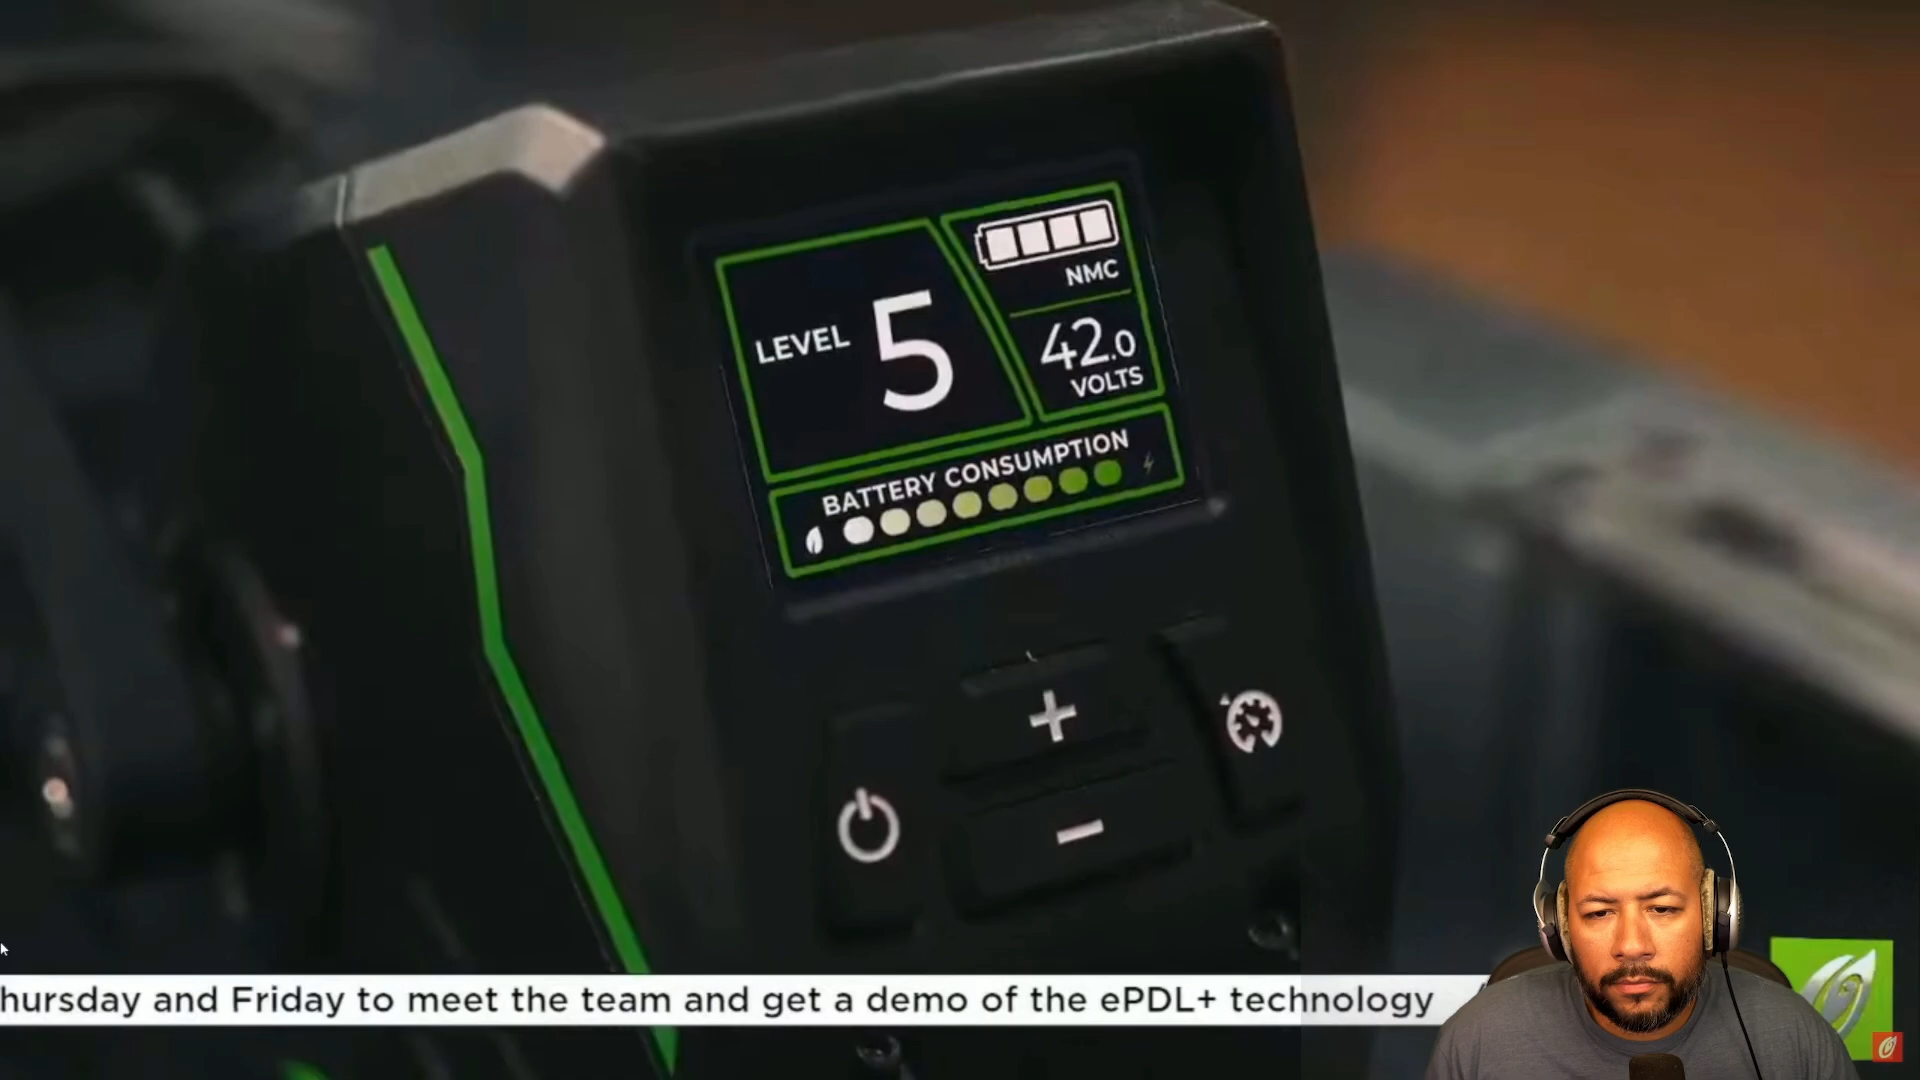 LEVEL 5
NMC
42.0
VOLTS
BATTERY CONSUMPTION
+
-
hursday and Friday to meet the team and get a demo of the ePDL+ technology